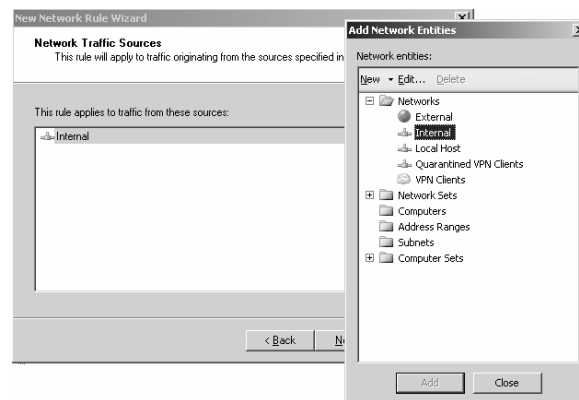 New Network Rule Wizard
Network Traffic Sources
This rule will apply to traffic originating from the sources specified in
This rule applies to traffic from these sources:
Internal
< Back
Add Network Entities
Network entities:
New Edit... Delete
Networks
External
Internal
Local Host
Quarantined VPN Clients
VPN Clients
Network Sets
Computers
Address Ranges
Subnets
Computer Sets
Add Close